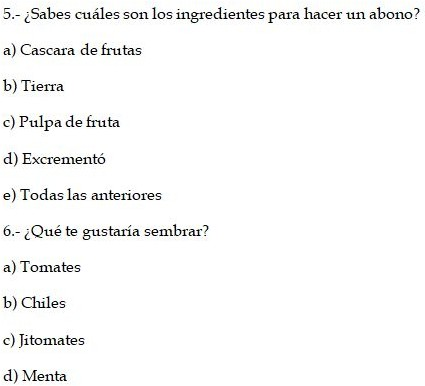 5.- ¿Sabes cuáles son los ingredientes para hacer un abono?
a) Cascara de frutas
b) Tierra
c) Pulpa de fruta
d) Excrementó
e) Todas las anteriores
6.- ¿Qué te gustaría sembrar?
a) Tomates
b) Chiles
c) Jitomates
d) Menta